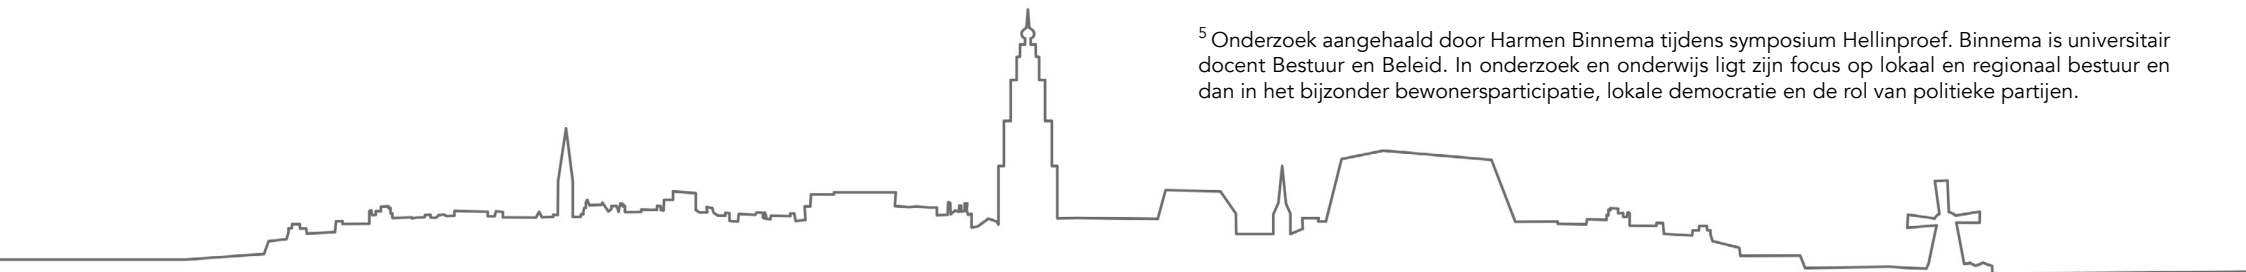 5 Onderzoek aangehaald door Harmen Binnema tijdens symposium Hellinproef. Binnema is universitair
docent Bestuur en Beleid. In onderzoek en onderwijs ligt zijn focus op lokaal en regionaal bestuur en
dan in het bijzonder bewonersparticipatie, lokale democratie en de rol van politieke partijen.